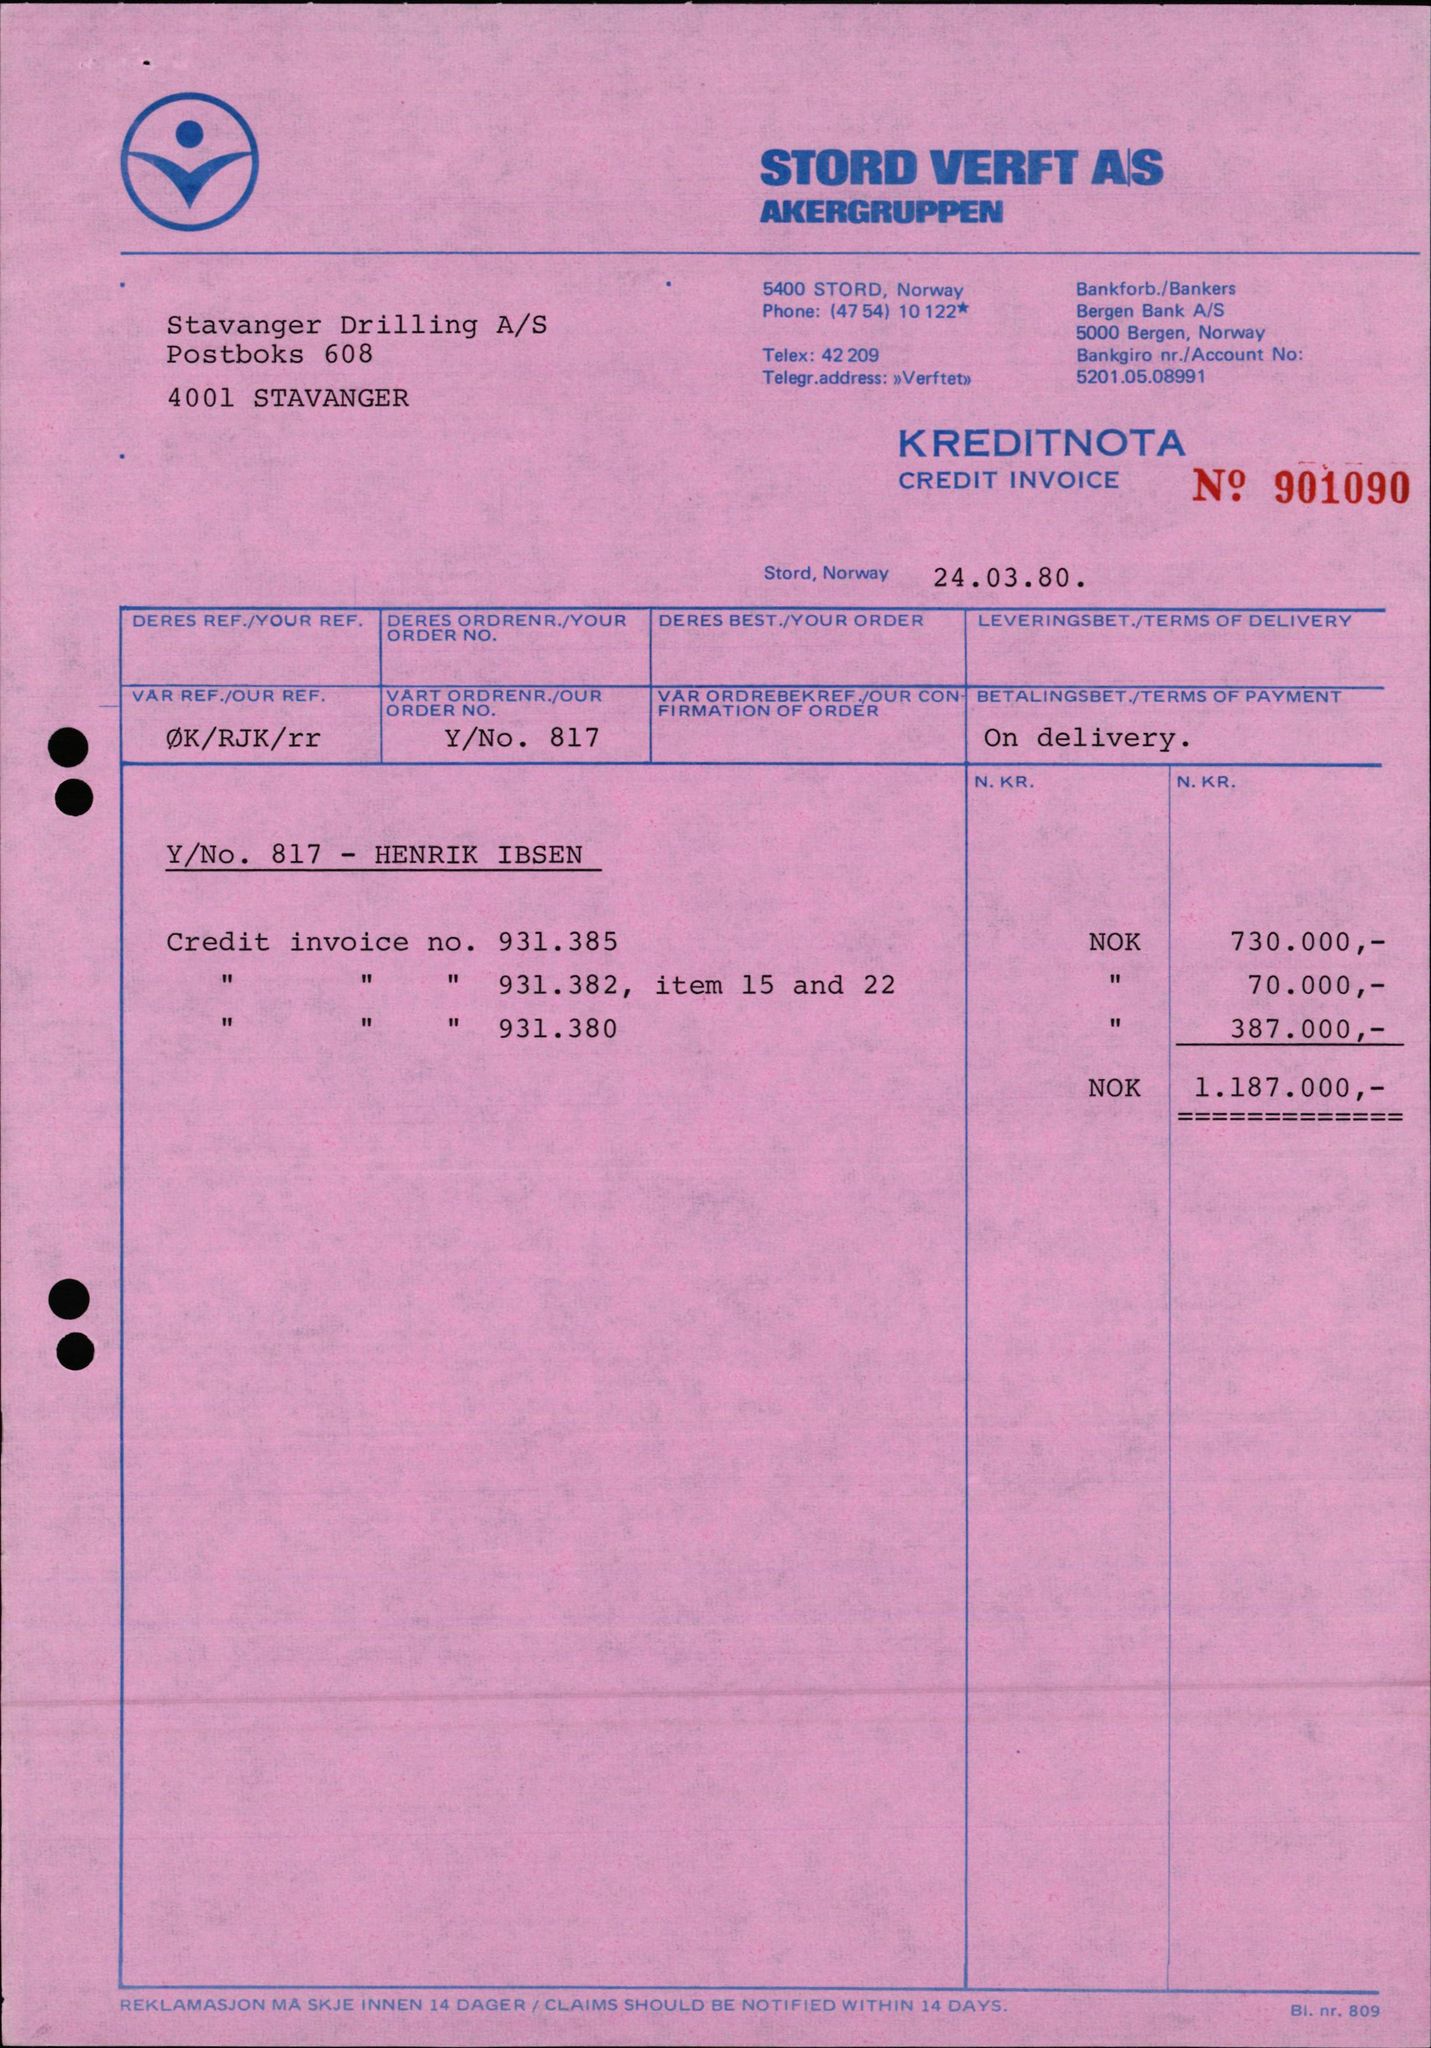 STORD VERFT A/S
AKERGRUPPEN
5400 STORD, Norway
Phone: (47 54) 10 122*
Telex: 42 209
Telegr.address: »Verftet»
Bankforb./Bankers
Bergen Bank A/S
5000 Bergen, Norway
Bankgiro nr./Account No:
5201.05.08991
Stavanger Drilling A/S
Postboks 608
4001 STAVANGER
KREDITNOTA
CREDIT INVOICE Nº 901090
Stord, Norway 24.03.80.
DERES REF./YOUR REF.
DERES ORDRENR./YOUR
ORDER NO.
DERES BEST./YOUR ORDER
LEVERINGSBET./TERMS OF DELIVERY
VÅR REF./OUR REF.
ØK/RJK/rr
VÅRT ORDRENR./OUR
ORDER NO.
Y/No. 817
VÅR ORDREBEKREF./OUR CON-
FIRMATION OF ORDER
BETALINGSBET./TERMS OF PAYMENT
On delivery.
N. KR. N. KR.
Y/No. 817 - HENRIK IBSEN
Credit invoice no. 931.385 NOK 730.000,-
" " " 931.382, item 15 and 22 " 70.000,-
" " " 931.380 " 387.000,-
NOK 1.187.000,-
=============
REKLAMASJON MÅ SKJE INNEN 14 DAGER / CLAIMS SHOULD BE NOTIFIED WITHIN 14 DAYS.
Bl. nr. 809